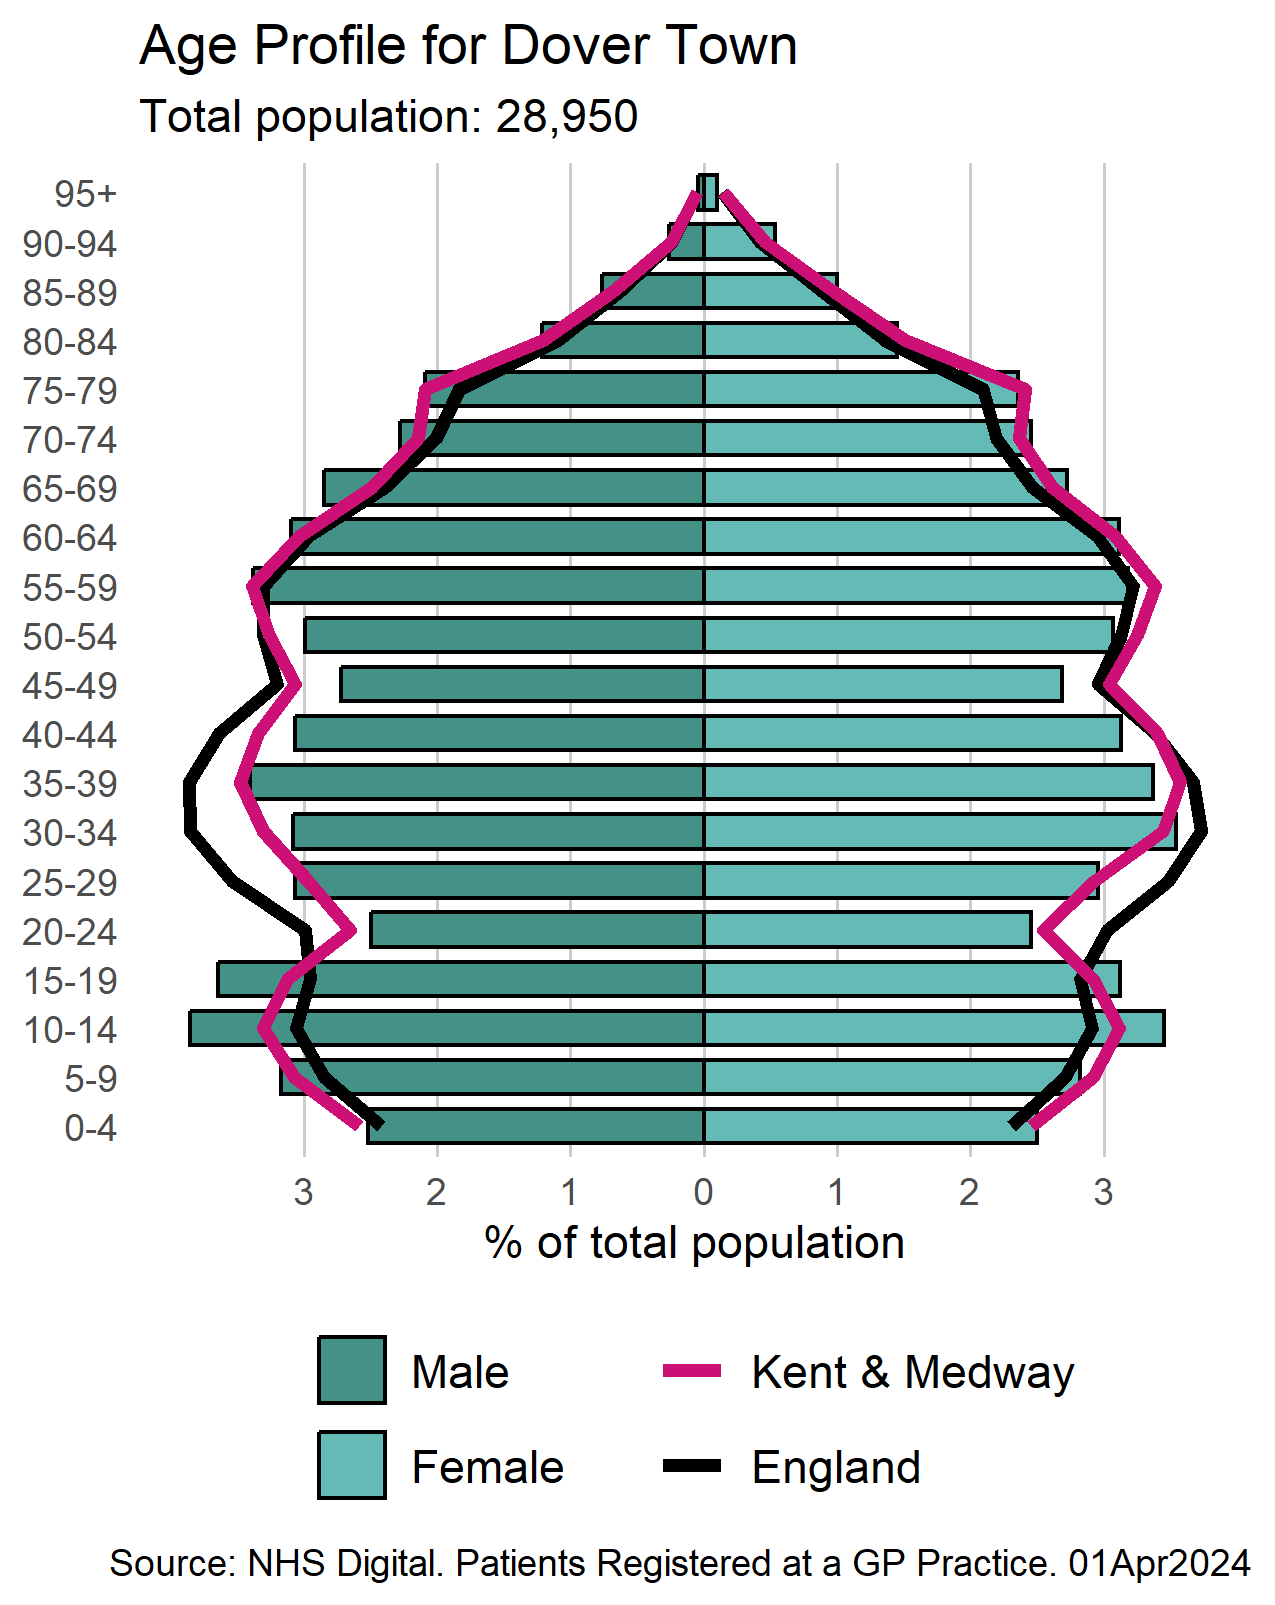 Age Profile for Dover Town
Total population: 28,950
95+
90-94
85-89
80-84
75-79
70-74
65-69
60-64
55-59
50-54
45-49
40-44
35-39
30-34
25-29
20-24
15-19
10-14
5-9
0-4
3 2 1 0 1 2 3
% of total population
Male Kent & Medway
Female England
Source: NHS Digital. Patients Registered at a GP Practice. 01Apr2024